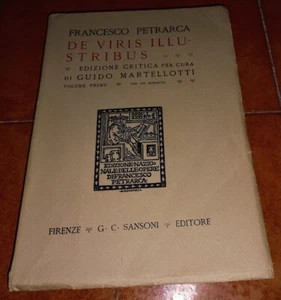 FRANCESCO PETRARCA
DE VIRIS ILLU-
STRIBUS
EDIZIONE CRITICA PER CURA
DI GUIDO MARTELLOTTI
VOLUME PRIMO
EDIZIONE NAZIO-
NALE DELLE OPERE
DI FRANCESCO
PETRARCA
FIRENZE G · C · SANSONI EDITORE